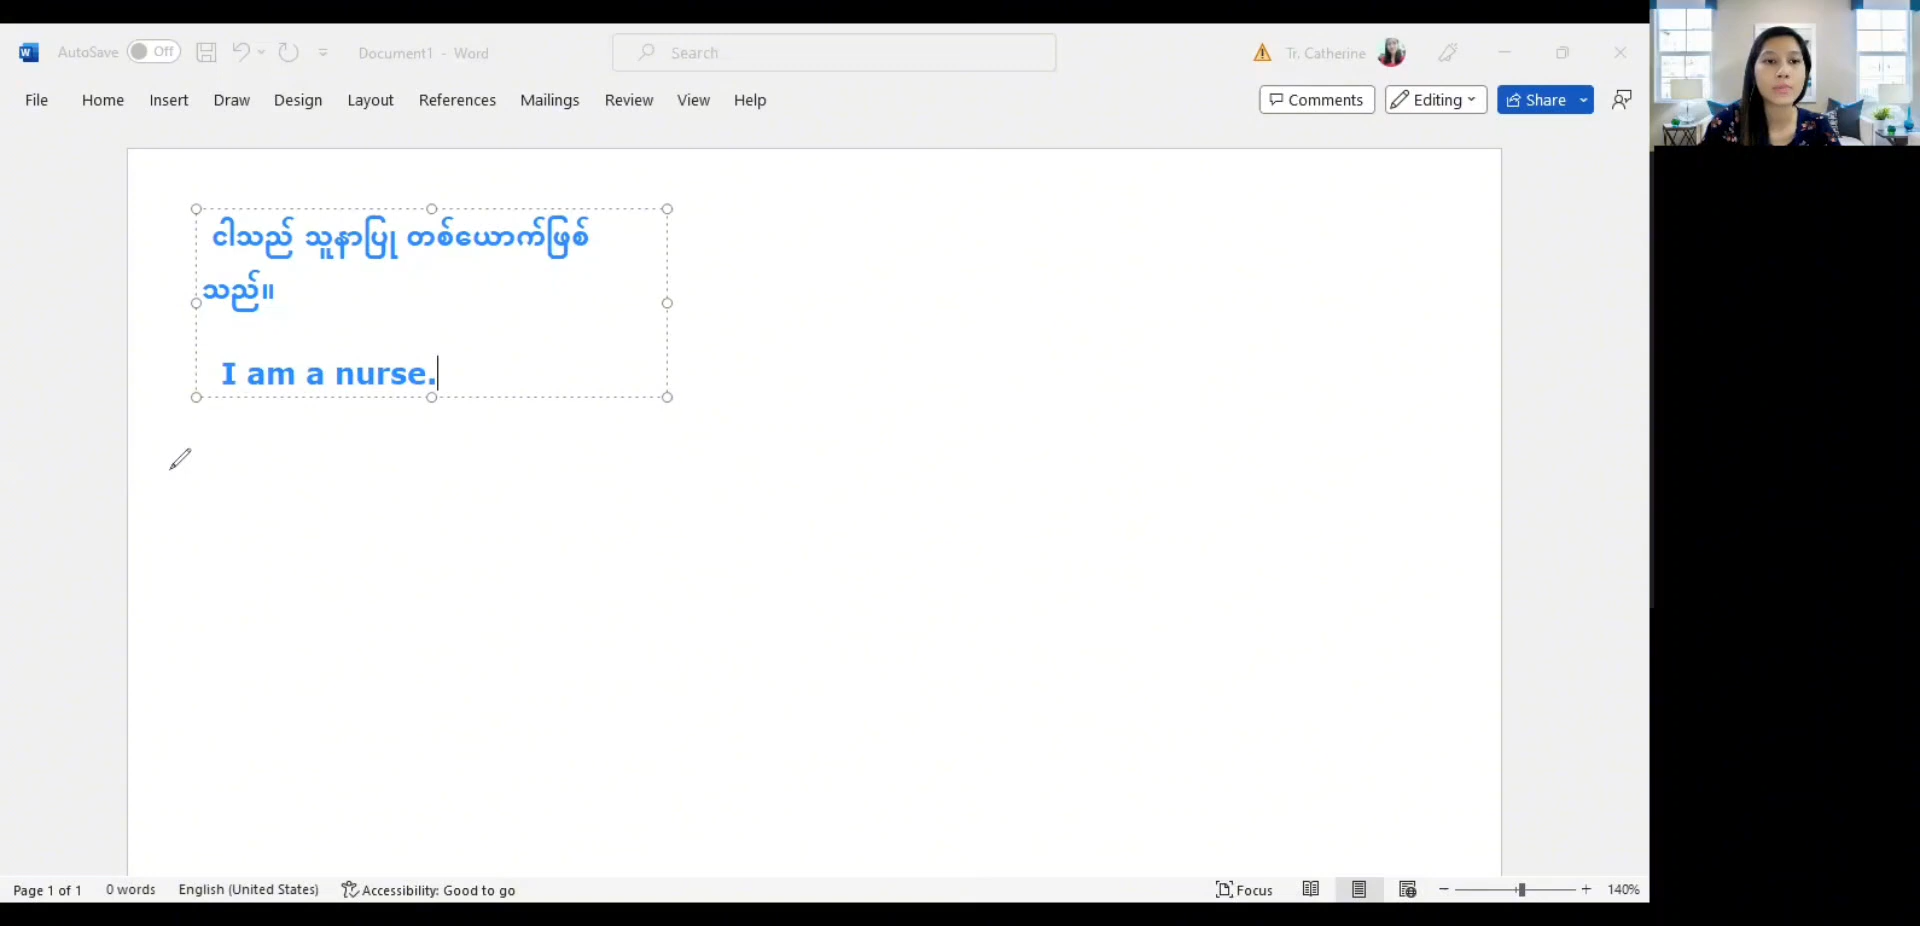 AutoSave Off Document1 - Word Search Tr. Catherine
File Home Insert Draw Design Layout References Mailings Review View Help Comments Editing Share
ငါသည် သူနာပြု တစ်ယောက်ဖြစ်
သည်။
I am a nurse.
Page 1 of 1 0 words English (United States) Accessibility: Good to go Focus 140%